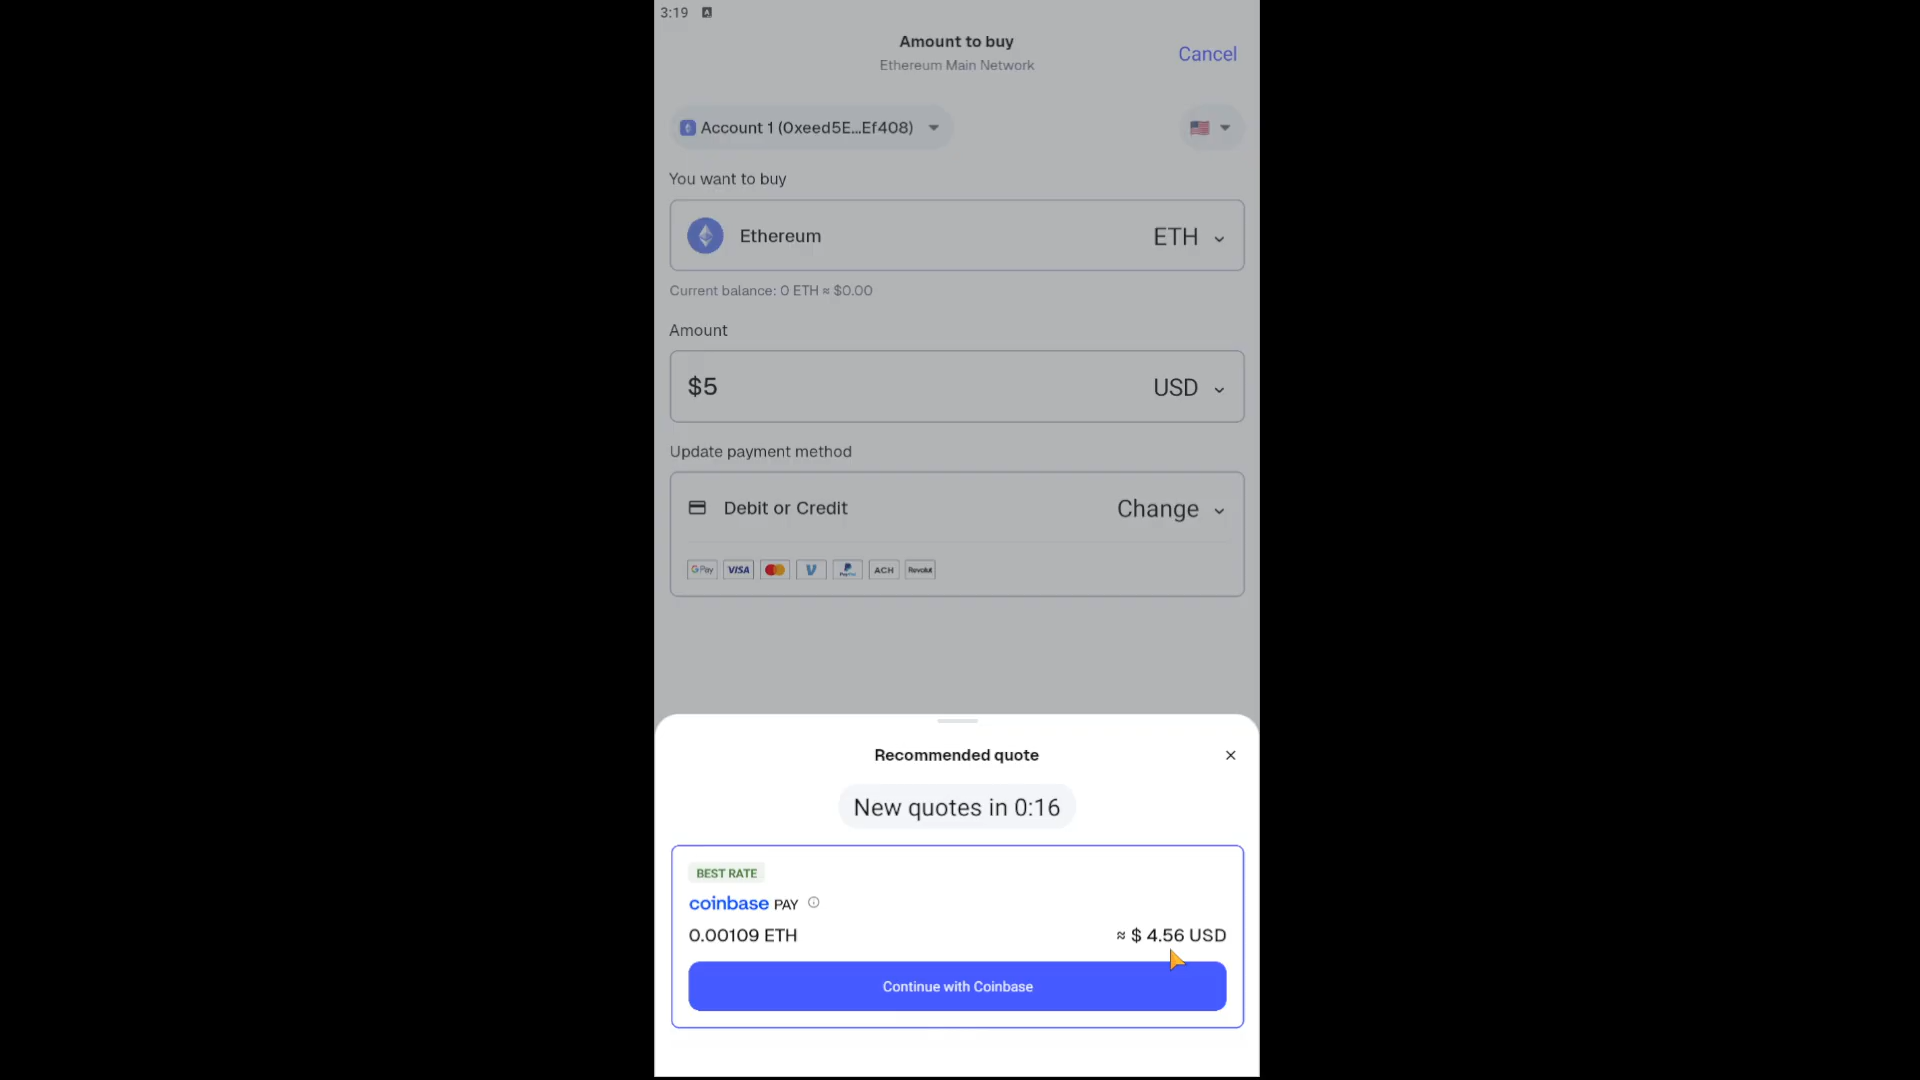 3:19
Amount to buy
Cancel
Ethereum Main Network
Account 1 (0xeed5E...Ef408)
You want to buy
Ethereum ETH
Current balance: 0 ETH ≈ $0.00
Amount
$5 USD
Update payment method
Debit or Credit Change
G Pay VISA V PayPal ACH Revolut
Recommended quote
New quotes in 0:16
BEST RATE
coinbase PAY
0.00109 ETH ≈ $ 4.56 USD
Continue with Coinbase